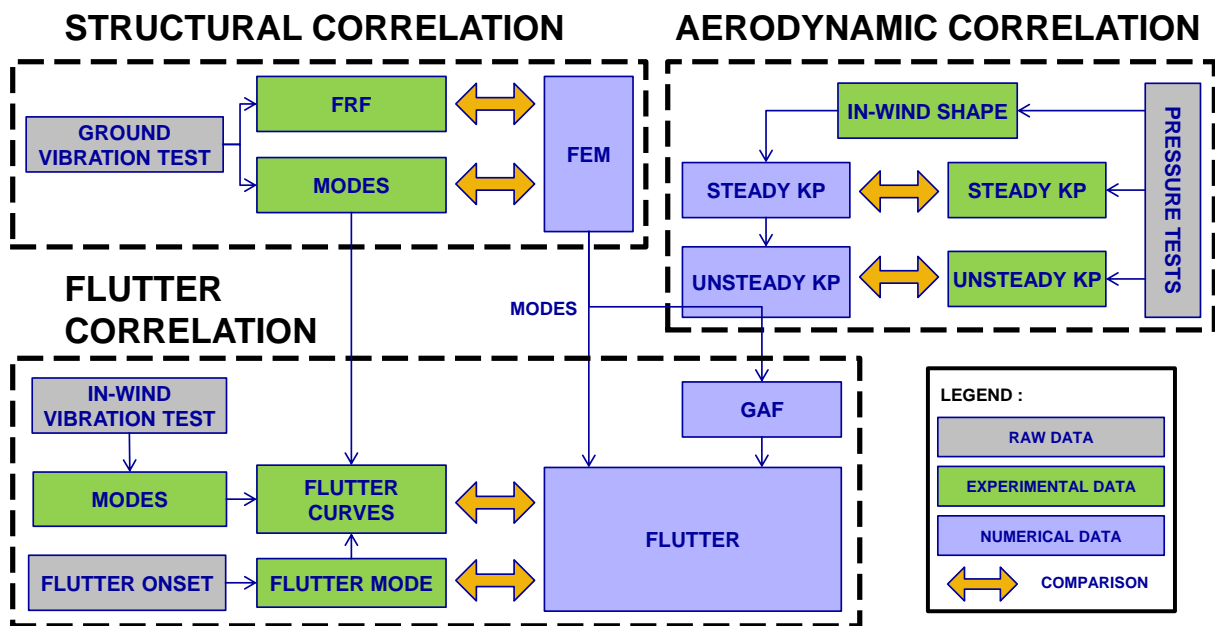 STRUCTURAL CORRELATION
GROUND
VIBRATION TEST
FRF
MODES
FEM
AERODYNAMIC CORRELATION
IN-WIND SHAPE
STEADY KP
STEADY KP
UNSTEADY KP
UNSTEADY KP
PRESSURE TESTS
FLUTTER
CORRELATION
MODES
IN-WIND
VIBRATION TEST
MODES
FLUTTER
CURVES
FLUTTER ONSET
FLUTTER MODE
GAF
FLUTTER
LEGEND :
RAW DATA
EXPERIMENTAL DATA
NUMERICAL DATA
COMPARISON